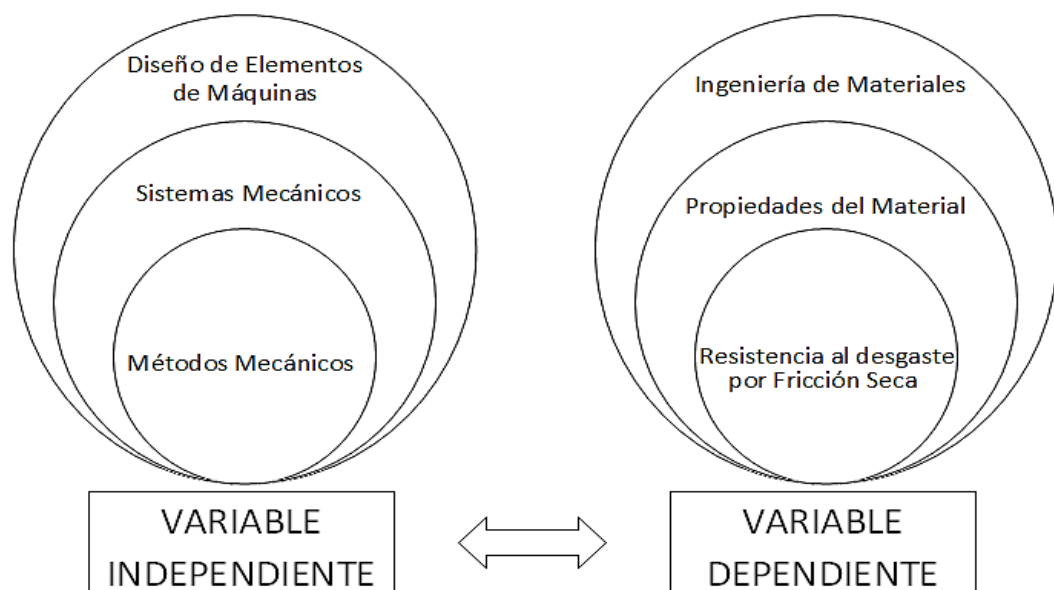 Diseño de Elementos
de Máquinas
Sistemas Mecánicos
Métodos Mecánicos
VARIABLE
INDEPENDIENTE
Ingeniería de Materiales
Propiedades del Material
Resistencia al desgaste
por Fricción Seca
VARIABLE
DEPENDIENTE